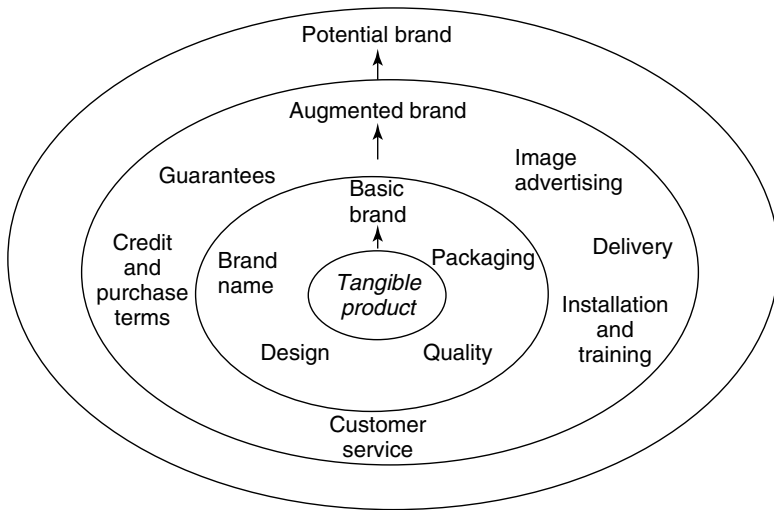 Potential brand
Augmented brand
Guarantees
Image
advertising
Basic
brand
Credit
and
purchase
terms
Brand
name
Packaging
Delivery
Tangible
product
Installation
and
training
Design
Quality
Customer
service